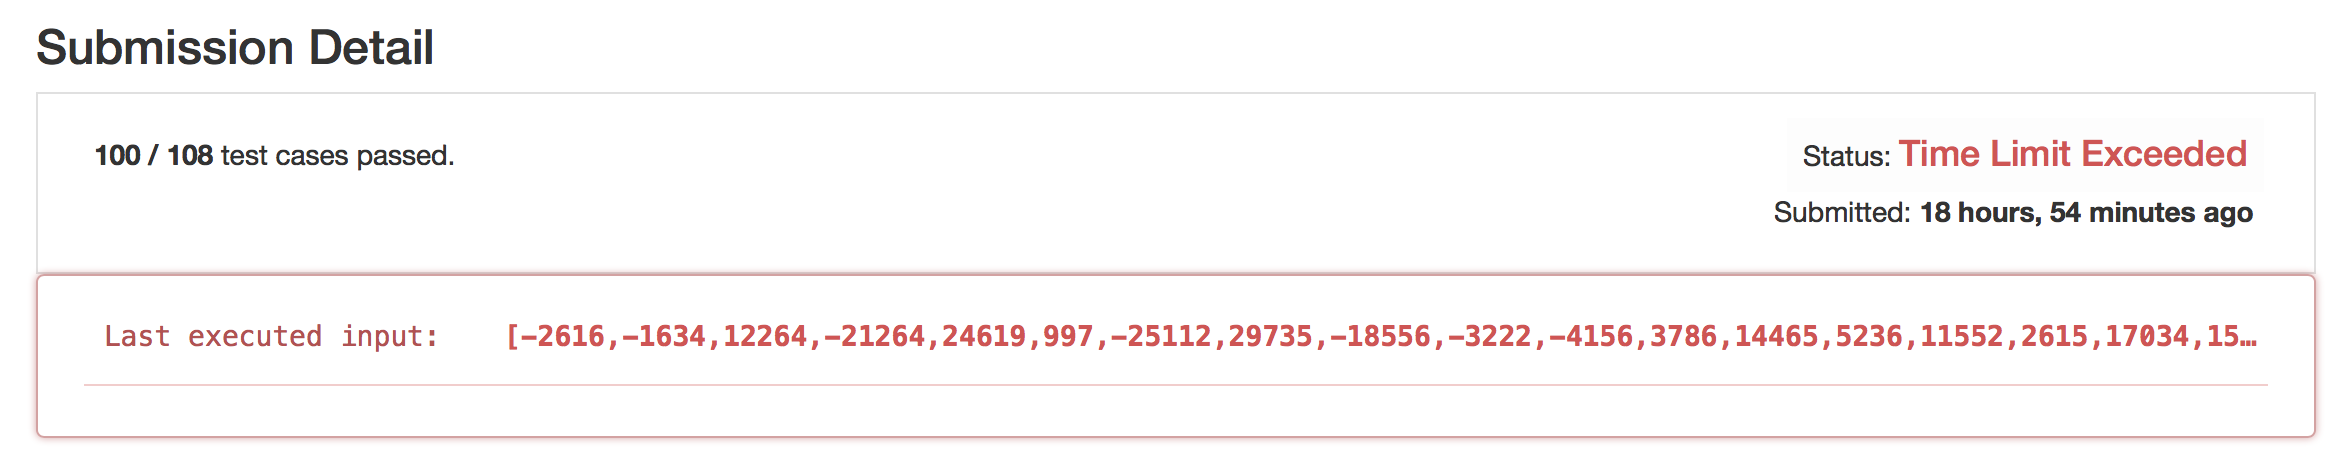 Submission Detail
100 / 108 test cases passed.
Status: Time Limit Exceeded
Submitted: 18 hours, 54 minutes ago
Last executed input: [-2616,-1634,12264,-21264,24619,997,-25112,29735,-18556,-3222,-4156,3786,14465,5236,11552,2615,17034,15…